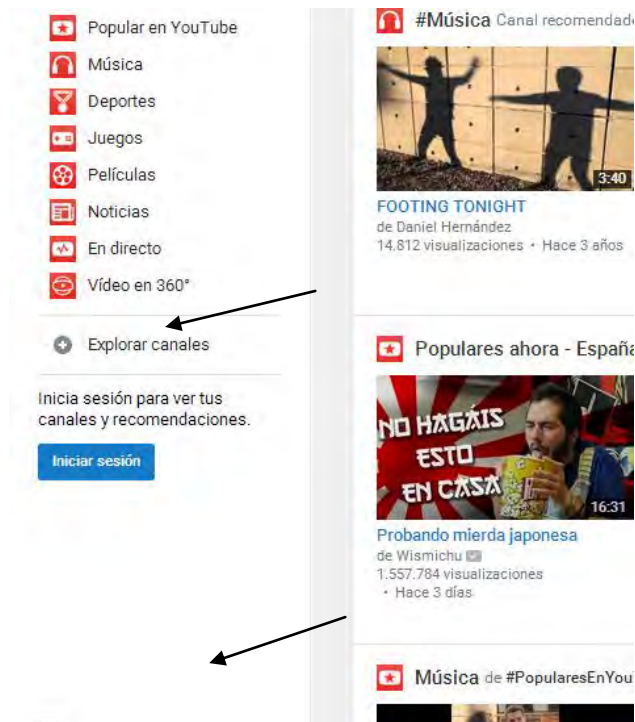 Popular en YouTube
Música
Deportes
Juegos
Películas
Noticias
En directo
Vídeo en 360°
Explorar canales
Inicia sesión para ver tus
canales y recomendaciones.
Iniciar sesión
#Música Canal recomendad
3:40
FOOTING TONIGHT
de Daniel Hernández
14.812 visualizaciones • Hace 3 años
Populares ahora - España
NO HAGÁIS
ESTO
EN CASA
16:31
Probando mierda japonesa
de Wismichu
1.557.784 visualizaciones
• Hace 3 días
Música de #PopularesEnYou